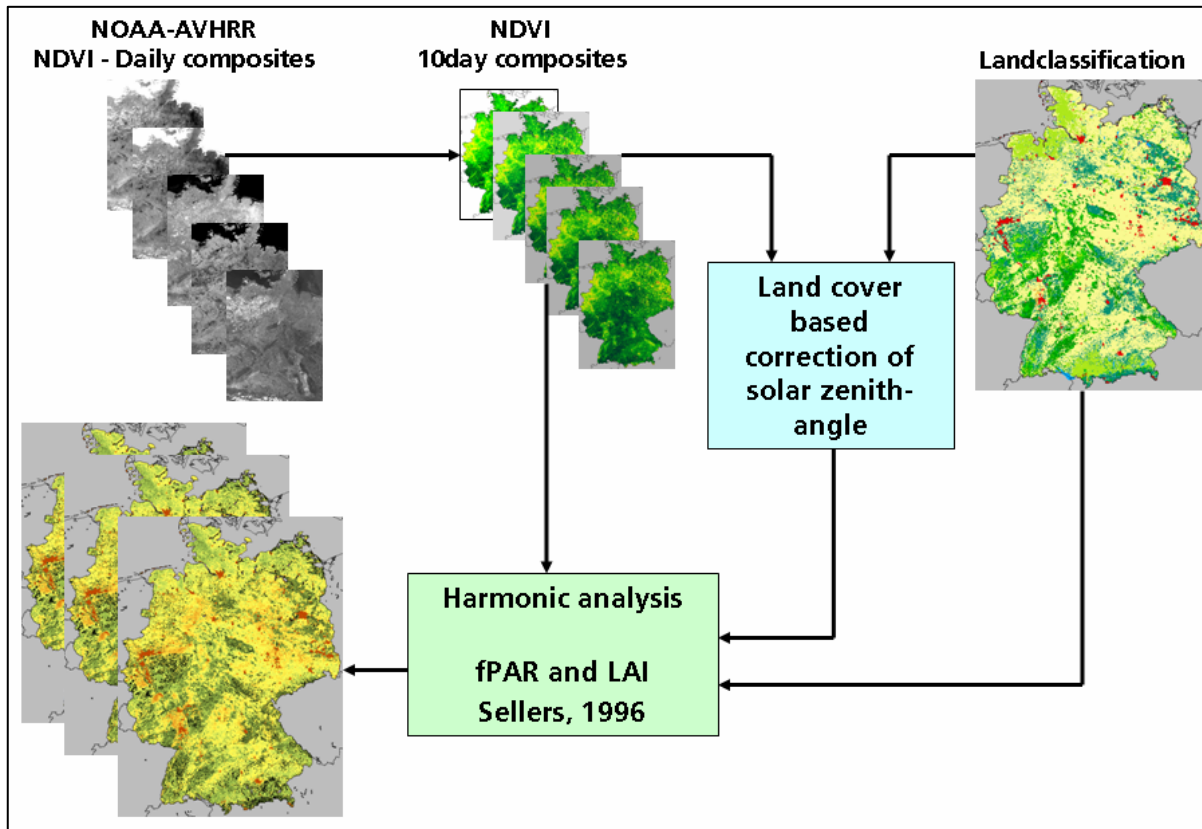 NOAA-AVHRR
NDVI - Daily composites
NDVI
10day composites
Landclassification
Land cover
based
correction of
solar zenith-
angle
Harmonic analysis
fPAR and LAI
Sellers, 1996